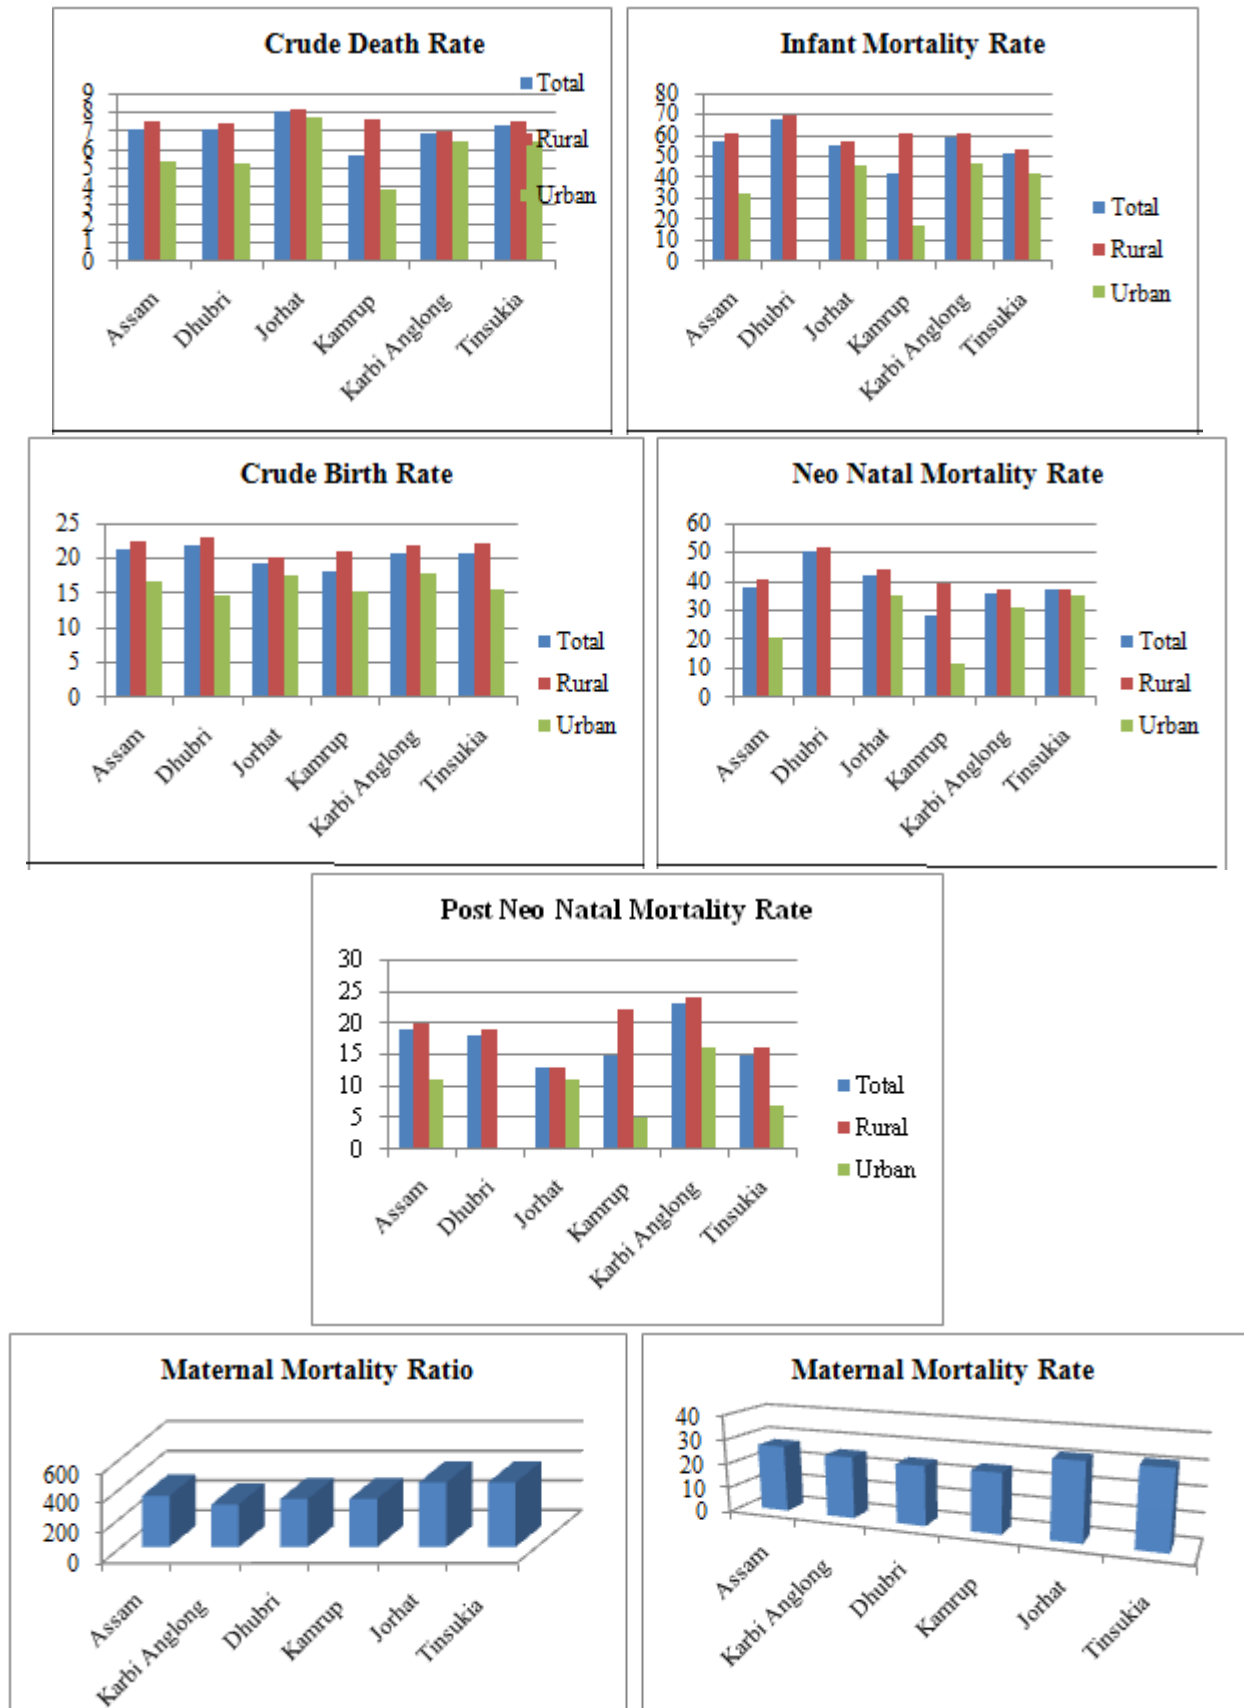 Crude Death Rate
9
8
7
6
5
4
3
2
1
0
Total
Rural
Urban
Assam
Dhubri
Jorhat
Kamrup
Karbi Anglong
Tinsukia
Infant Mortality Rate
80
70
60
50
40
30
20
10
0
Total
Rural
Urban
Assam
Dhubri
Jorhat
Kamrup
Karbi Anglong
Tinsukia
Crude Birth Rate
25
20
15
10
5
0
Total
Rural
Urban
Assam
Dhubri
Jorhat
Kamrup
Karbi Anglong
Tinsukia
Neo Natal Mortality Rate
60
50
40
30
20
10
0
Total
Rural
Urban
Assam
Dhubri
Jorhat
Kamrup
Karbi Anglong
Tinsukia
Post Neo Natal Mortality Rate
30
25
20
15
10
5
0
Total
Rural
Urban
Assam
Dhubri
Jorhat
Kamrup
Karbi Anglong
Tinsukia
Maternal Mortality Ratio
600
400
200
0
Assam
Karbi Anglong
Dhubri
Kamrup
Jorhat
Tinsukia
Maternal Mortality Rate
40
30
20
10
0
Assam
Karbi Anglong
Dhubri
Kamrup
Jorhat
Tinsukia